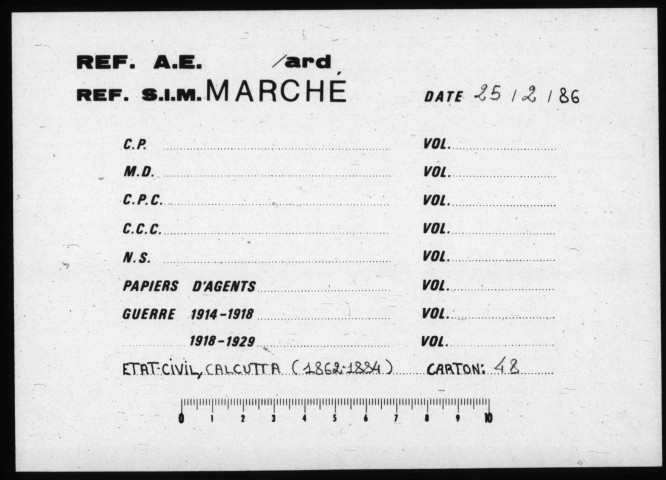 REF. A.E. /ard
REF. S.I.M. MARCHÉ DATE 25/2/86
C.P. VOL.
M.D. VOL.
C.P.C. VOL.
C.C.C. VOL.
N.S. VOL.
PAPIERS D'AGENTS VOL.
GUERRE 1914-1918 VOL.
1918-1929 VOL.
ETAT-CIVIL, CALCUTTA (1862-1884) CARTON: 48
0 1 2 3 4 5 6 7 8 9 10